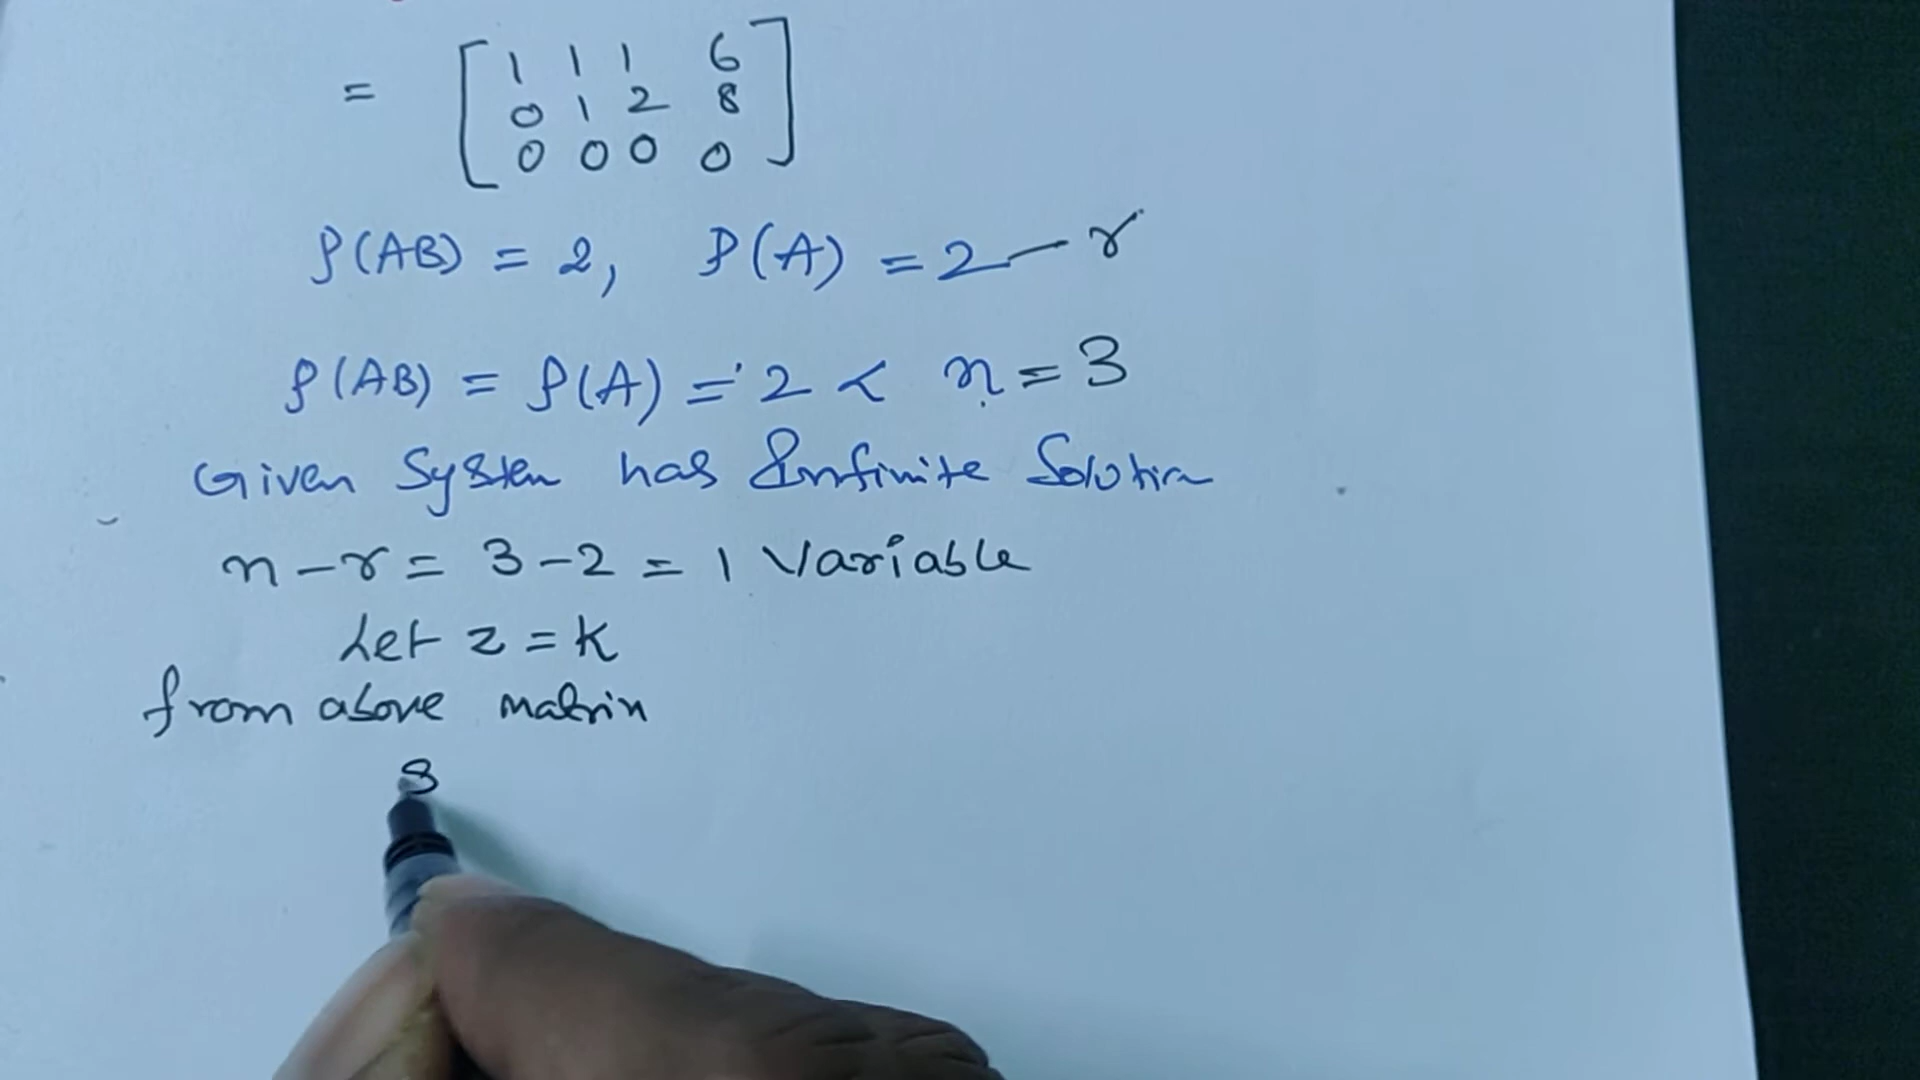 = [ 1 1 1 6
0 1 2 8
0 0 0 0 ]
ρ(AB) = 2, ρ(A) = 2 — r
ρ(AB) = ρ(A) = 2 < n = 3
Given System has Infinite Solution
n - r = 3 - 2 = 1 Variable
Let z = k
from above matrix
8